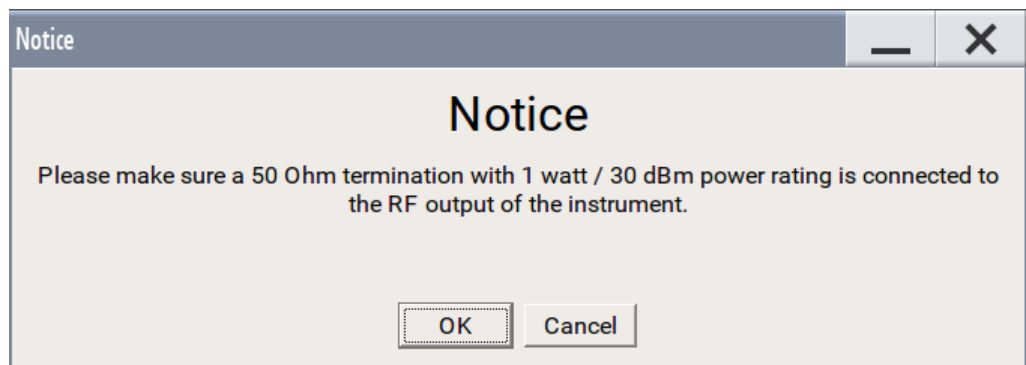 Notice
Notice
Please make sure a 50 Ohm termination with 1 watt / 30 dBm power rating is connected to
the RF output of the instrument.
OK Cancel